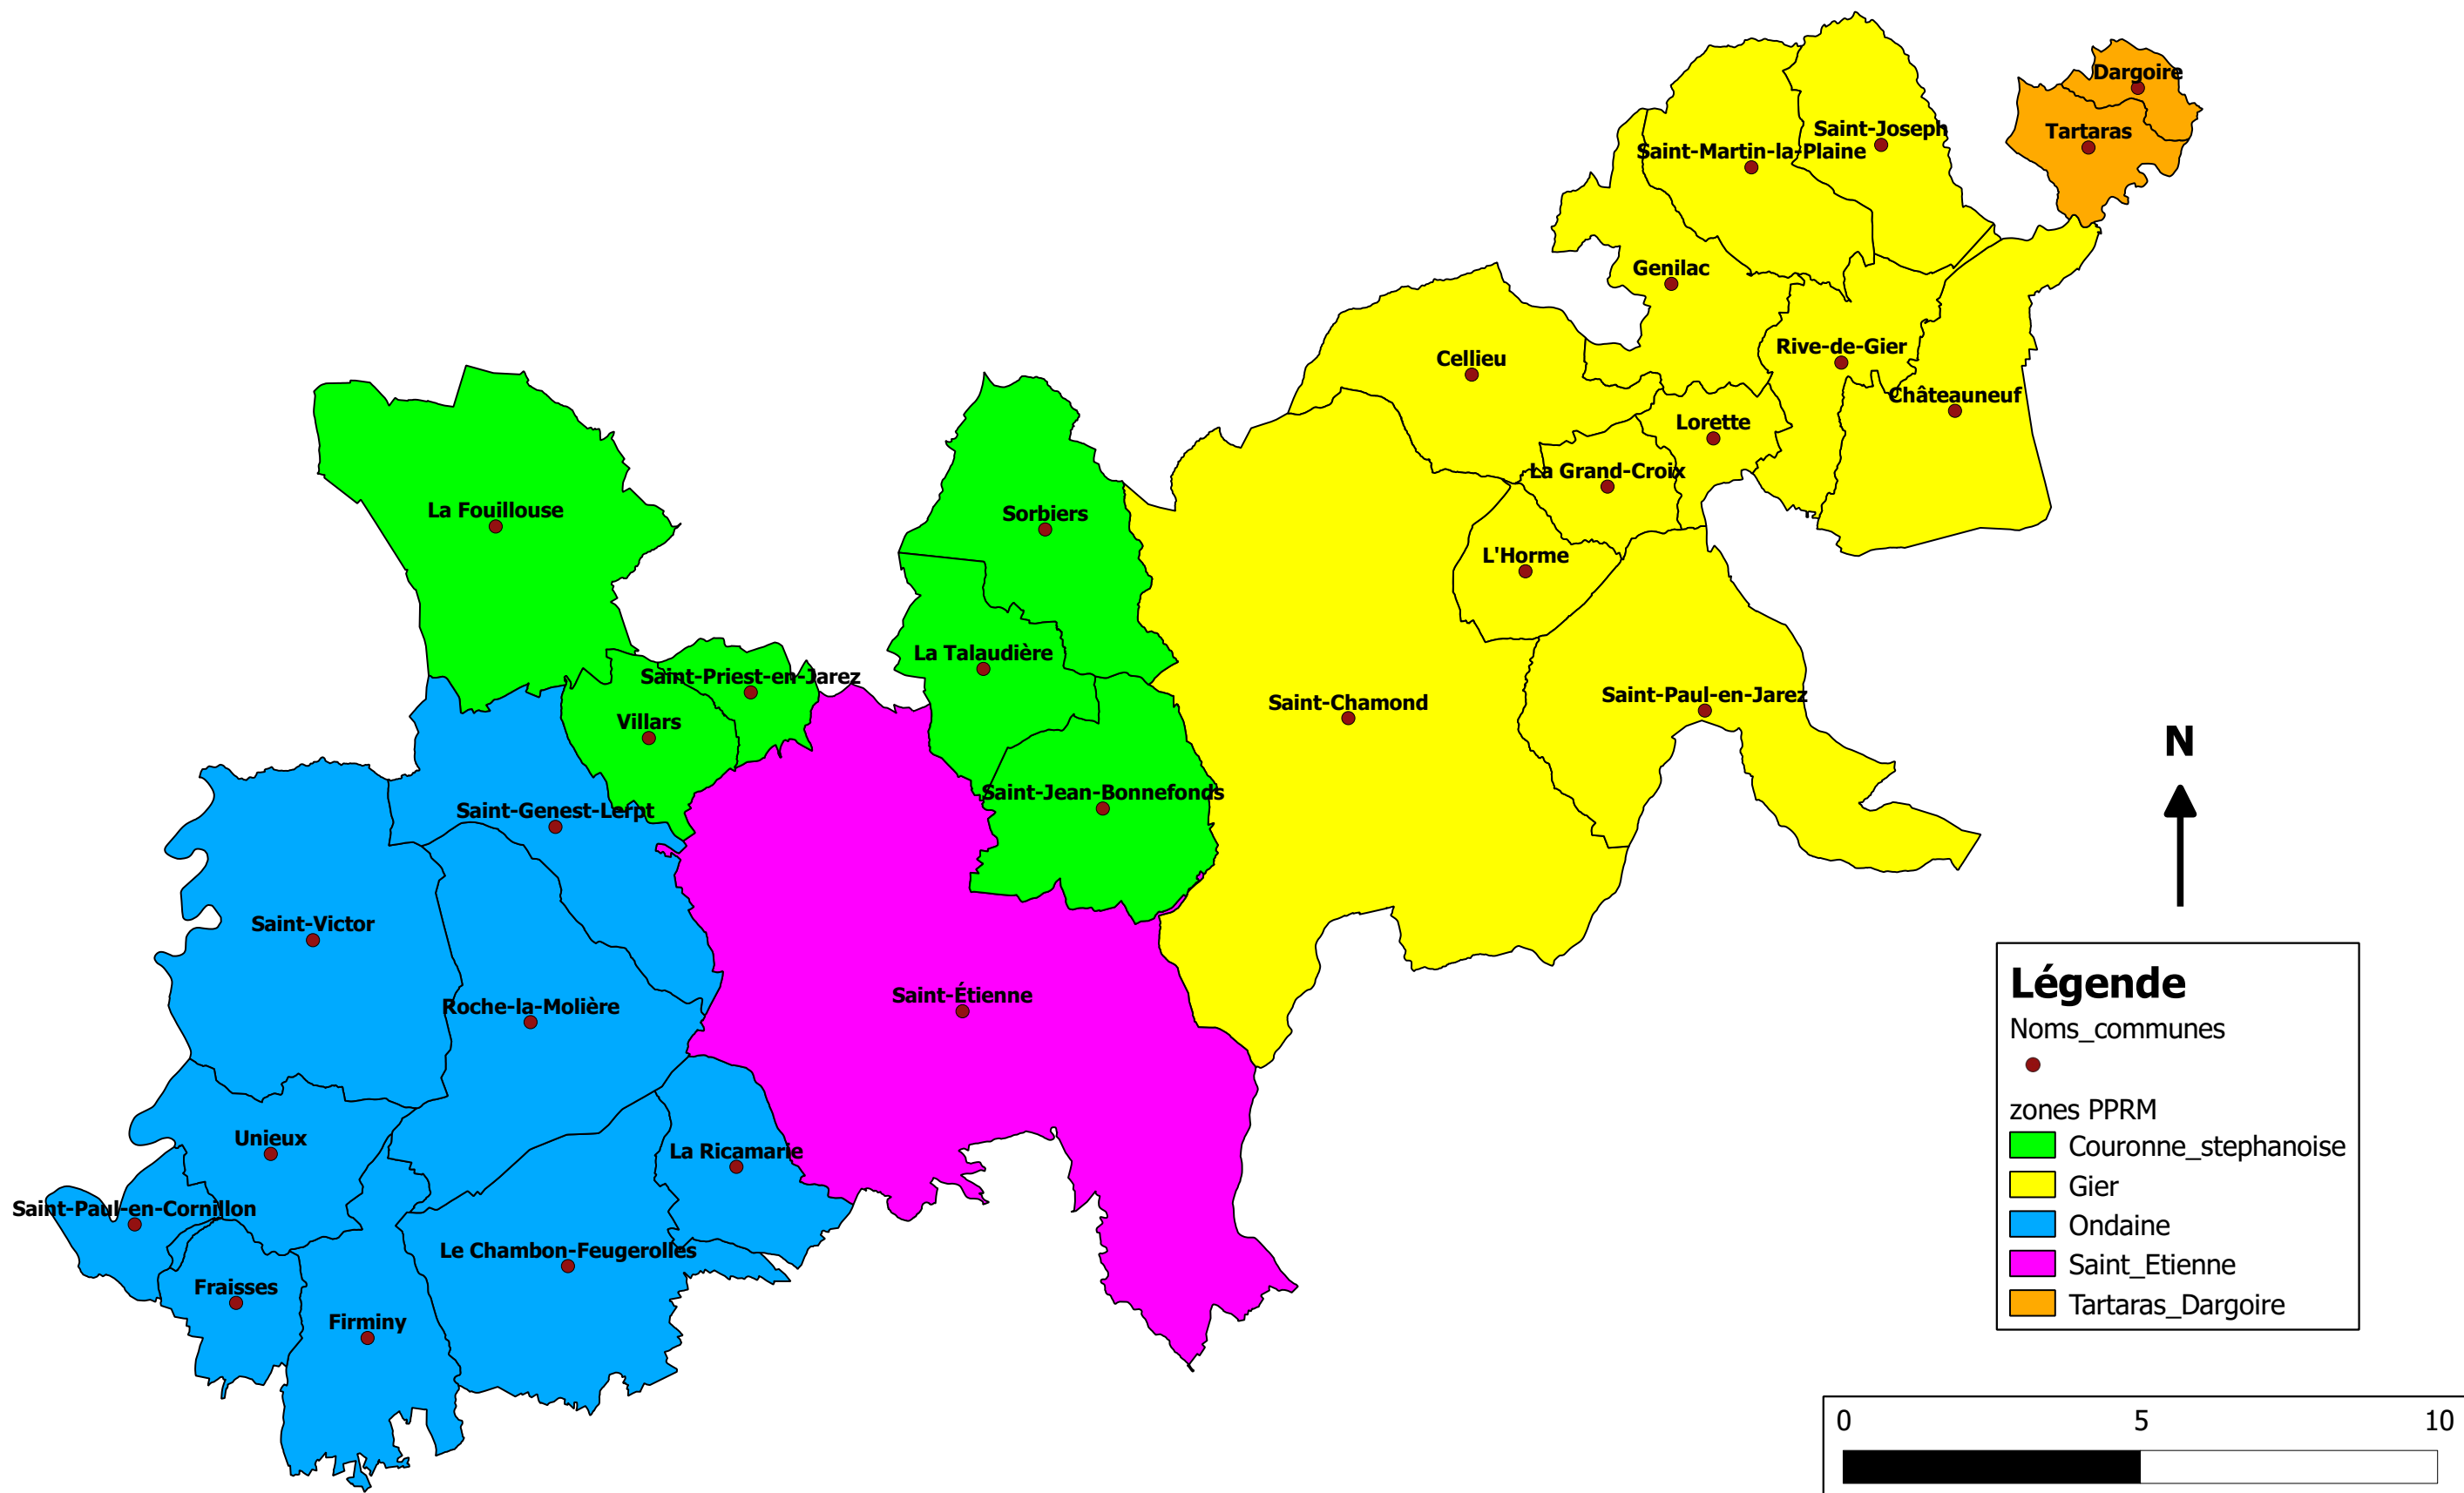 Dargoire
Tartaras
Saint-Joseph
Saint-Martin-la-Plaine
Genilac
Rive-de-Gier
Cellieu
Châteauneuf
Lorette
La Grand-Croix
La Fouillouse
Sorbiers
L'Horme
La Talaudière
Saint-Priest-en-Jarez
Saint-Paul-en-Jarez
Saint-Chamond
Villars
Saint-Jean-Bonnefonds
Saint-Genest-Lerpt
Saint-Victor
Saint-Étienne
Roche-la-Molière
Unieux
La Ricamarie
Saint-Paul-en-Cornillon
Le Chambon-Feugerolles
Fraisses
Firminy
N
Légende
Noms_communes
zones PPRM
Couronne_stephanoise
Gier
Ondaine
Saint_Etienne
Tartaras_Dargoire
0 5 10